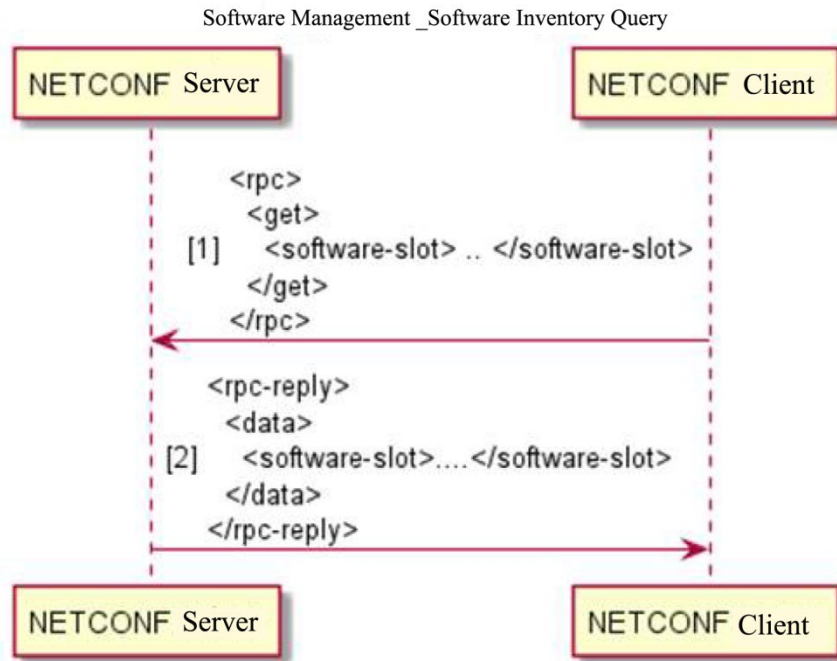 Software Management _Software Inventory Query
NETCONF Server
NETCONF Client
<rpc>
<get>
[1] <software-slot> .. </software-slot>
</get>
</rpc>
<rpc-reply>
<data>
[2] <software-slot>....</software-slot>
</data>
</rpc-reply>
NETCONF Server
NETCONF Client